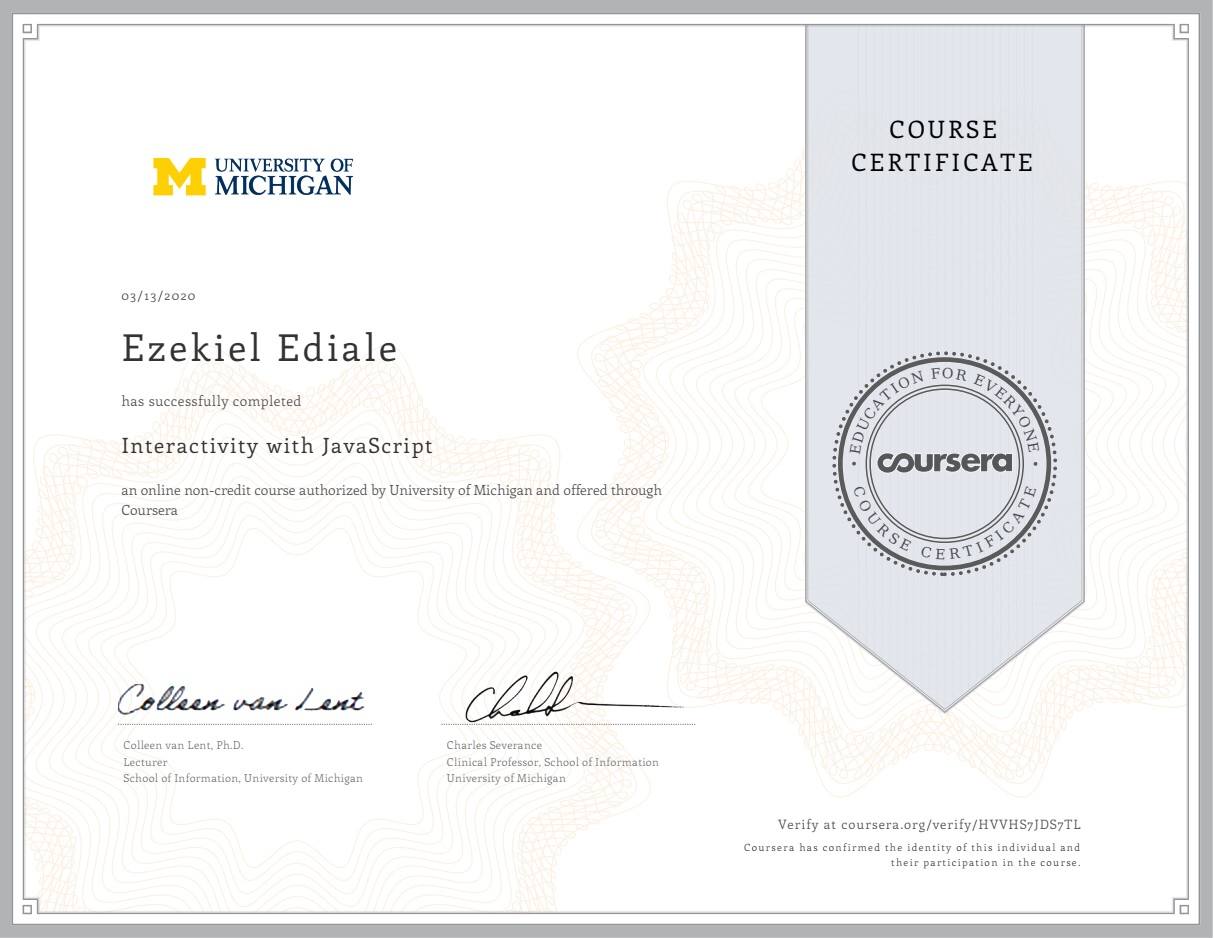 COURSE
CERTIFICATE
UNIVERSITY OF
MICHIGAN
03/13/2020
Ezekiel Ediale
has successfully completed
Interactivity with JavaScript
an online non-credit course authorized by University of Michigan and offered through
Coursera
EDUCATION FOR EVERYONE
coursera
COURSE CERTIFICATE
Colleen van Lent
Colleen van Lent, Ph.D.
Lecturer
School of Information, University of Michigan
Charles Severance
Clinical Professor, School of Information
University of Michigan
Verify at coursera.org/verify/HVVHS7JDS7TL
Coursera has confirmed the identity of this individual and
their participation in the course.